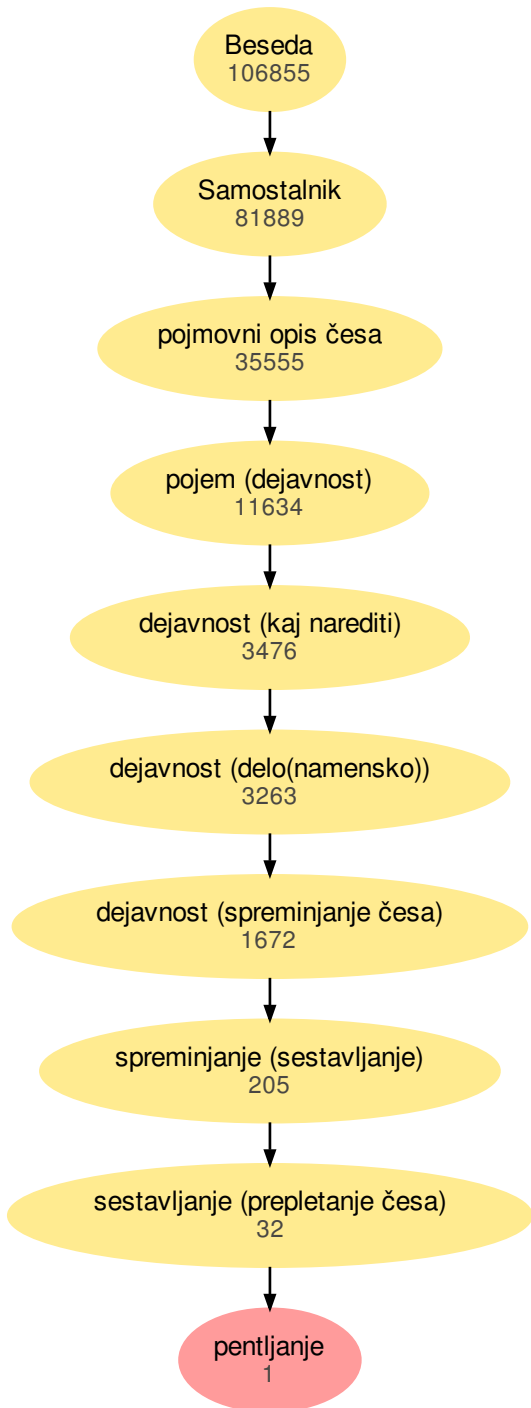 Beseda
106855
Samostalnik
81889
pojmovni opis česa
35555
pojem (dejavnost)
11634
dejavnost (kaj narediti)
3476
dejavnost (delo(namensko))
3263
dejavnost (spreminjanje česa)
1672
spreminjanje (sestavljanje)
205
sestavljanje (prepletanje česa)
32
pentljanje
1